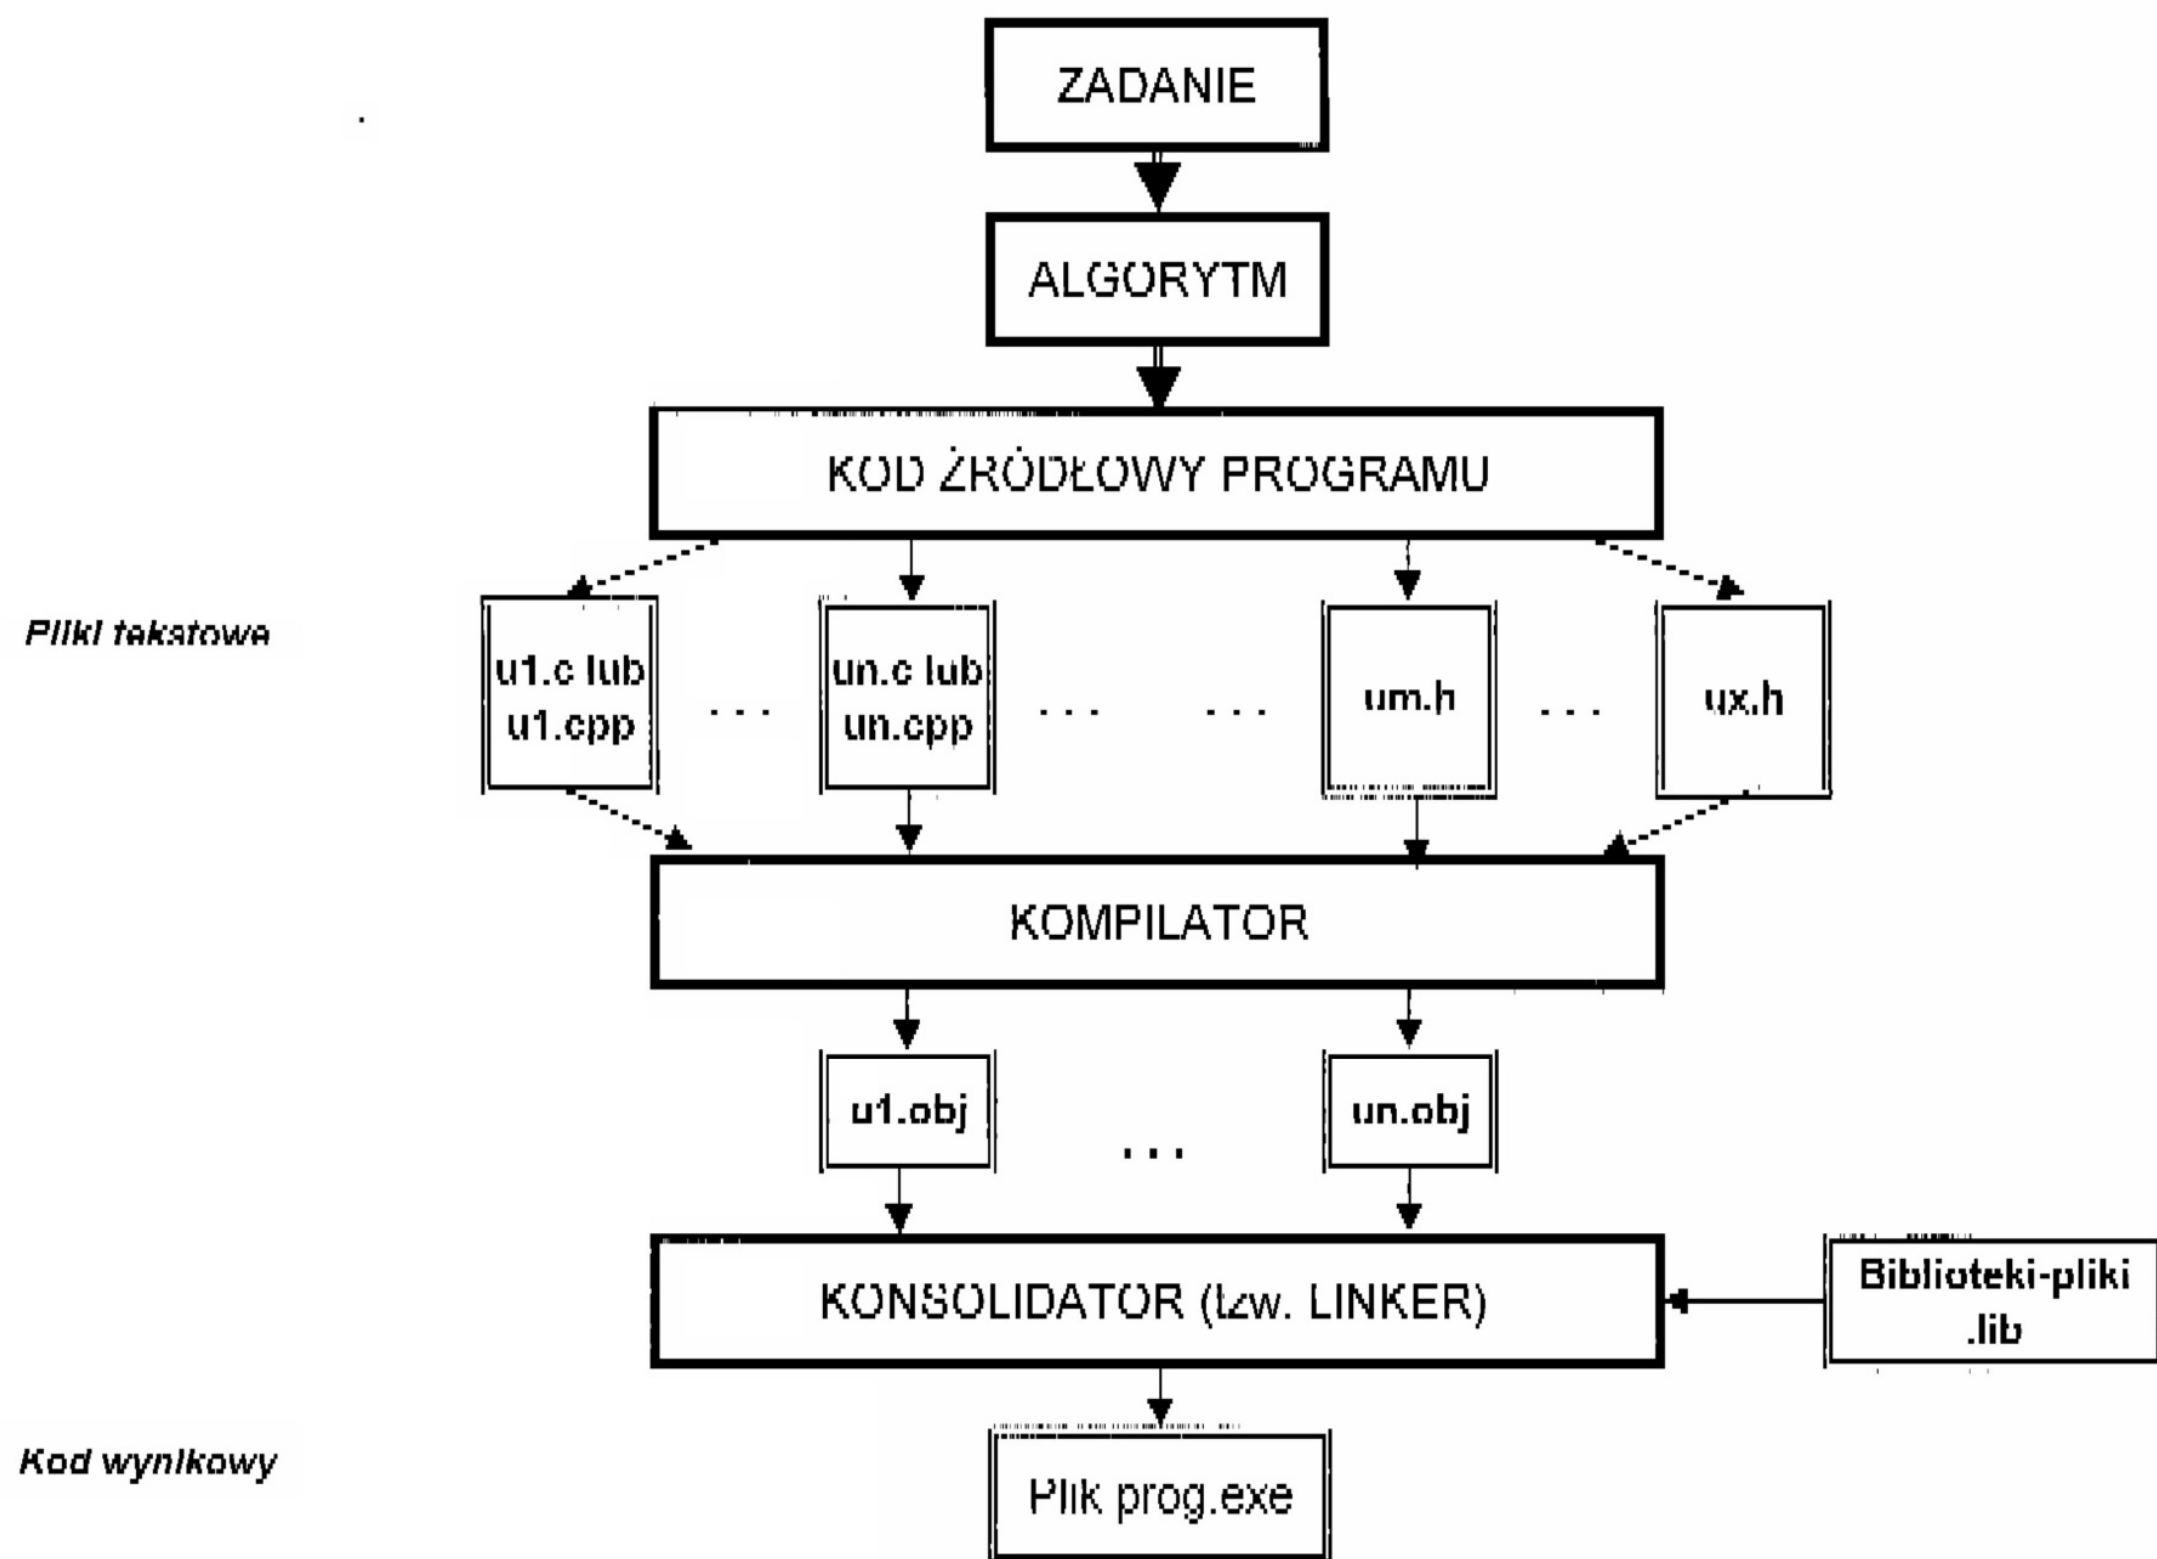 ZADANIE
ALGORYTM
KOD ŹRÓDŁOWY PROGRAMU
Pliki tekstowe
u1.c lub
u1.cpp
...
un.c lub
un.cpp
...
...
um.h
...
ux.h
KOMPILATOR
u1.obj
...
un.obj
KONSOLIDATOR (tzw. LINKER)
Biblioteki-pliki
.lib
Kod wynikowy
Plik prog.exe